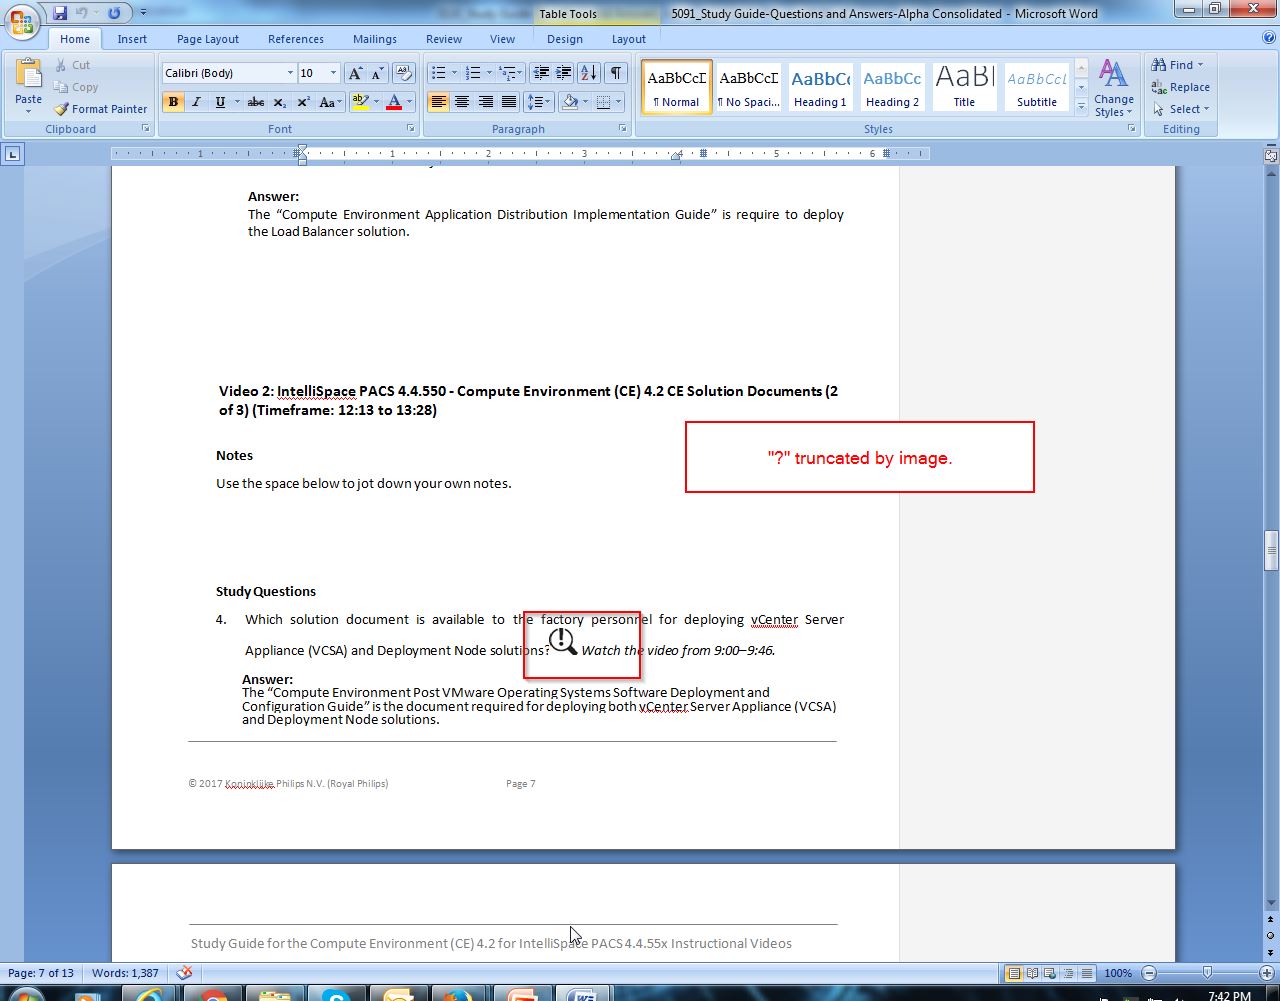 Table Tools
5091_Study Guide-Questions and Answers-Alpha Consolidated - Microsoft Word
Home Insert Page Layout References Mailings Review View Design Layout
Paste
Cut
Copy
Format Painter
Clipboard
Calibri (Body) 10
Font
Paragraph
AaBbCcD AaBbCcD AaBbCc AaBbCc AaBl AaBbCcL
¶ Normal ¶ No Spaci... Heading 1 Heading 2 Title Subtitle
Change Styles
Styles
Find
Replace
Select
Editing
1 1 2 3 4 5 6
Answer:
The “Compute Environment Application Distribution Implementation Guide” is require to deploy
the Load Balancer solution.
Video 2: IntelliSpace PACS 4.4.550 - Compute Environment (CE) 4.2 CE Solution Documents (2
of 3) (Timeframe: 12:13 to 13:28)
"?" truncated by image.
Notes
Use the space below to jot down your own notes.
Study Questions
4. Which solution document is available to the factory personnel for deploying vCenter Server
Appliance (VCSA) and Deployment Node solutions? Watch the video from 9:00–9:46.
Answer:
The “Compute Environment Post VMware Operating Systems Software Deployment and
Configuration Guide” is the document required for deploying both vCenter Server Appliance (VCSA)
and Deployment Node solutions.
© 2017 Koninklijke Philips N.V. (Royal Philips) Page 7
Study Guide for the Compute Environment (CE) 4.2 for IntelliSpace PACS 4.4.55x Instructional Videos
Page: 7 of 13 Words: 1,387 100%
7:42 PM